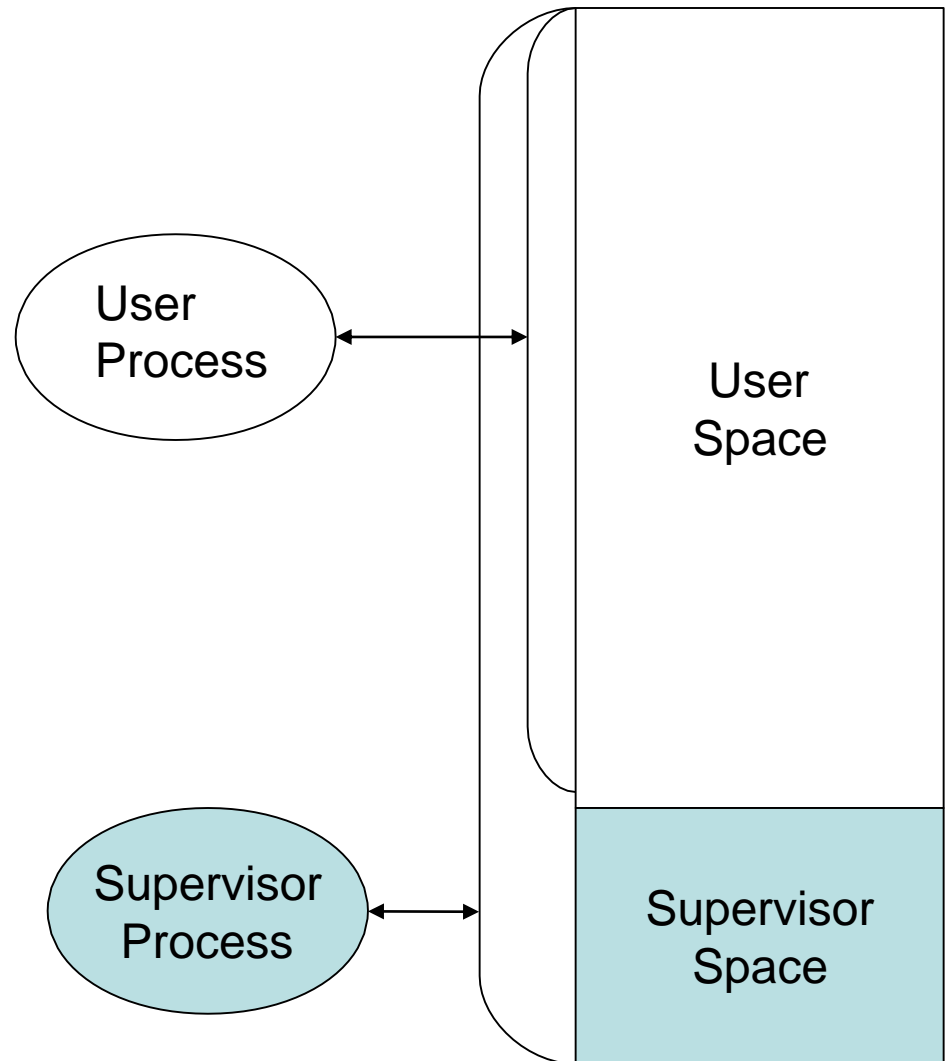 User
Process
User
Space
Supervisor
Process
Supervisor
Space